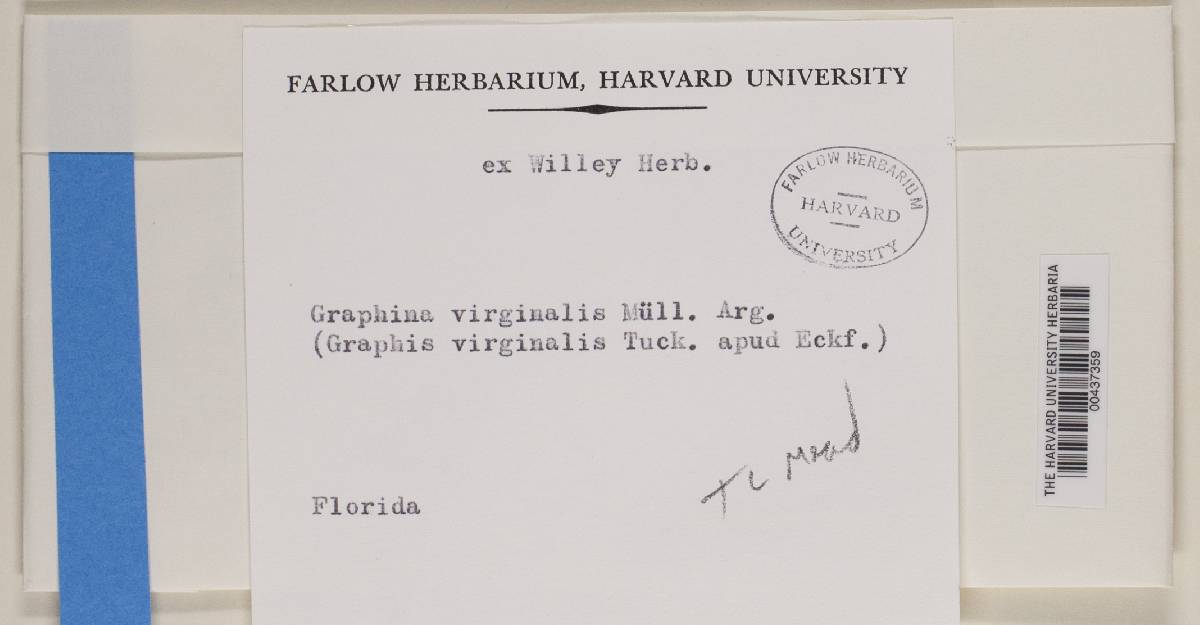 FARLOW HERBARIUM, HARVARD UNIVERSITY
ex Willey Herb.
FARLOW HERBARIUM
HARVARD
UNIVERSITY
Graphina virginalis Müll. Arg.
(Graphis virginalis Tuck. apud Eckf.)
Florida
THE HARVARD UNIVERSITY HERBARIA
00437359